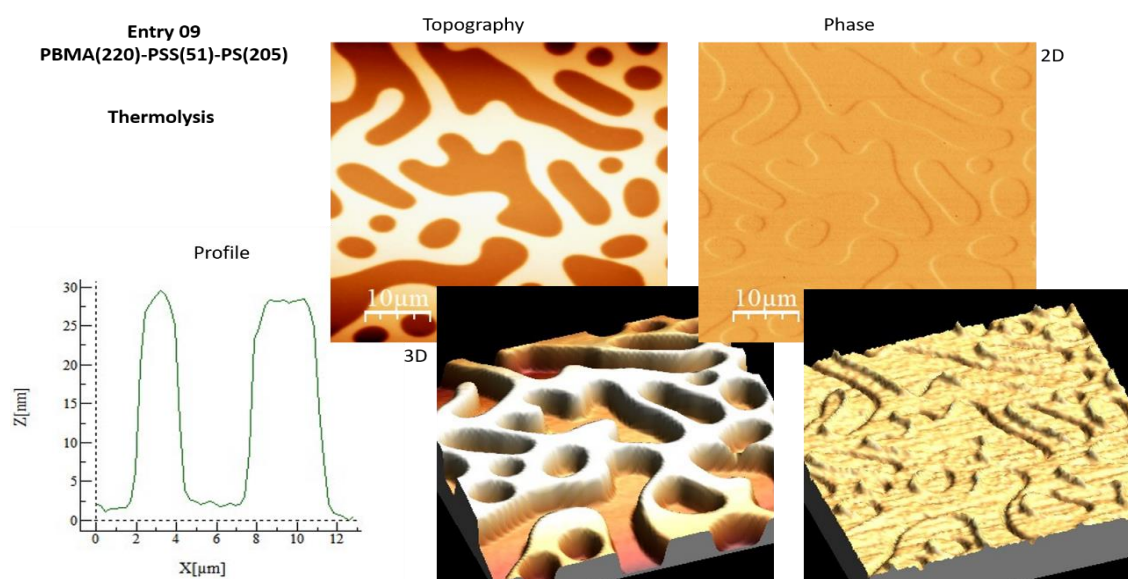 Entry 09
PBMA(220)-PSS(51)-PS(205)
Thermolysis
Topography
Phase
2D
10µm
10µm
3D
Profile
Z[nm]
30
25
20
15
10
5
0
0 2 4 6 8 10 12
X[µm]